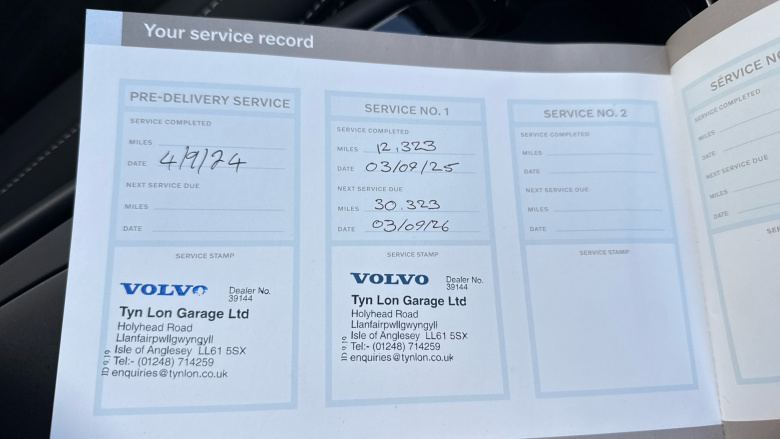 Your service record
PRE-DELIVERY SERVICE
SERVICE COMPLETED
MILES
DATE 4/9/24
NEXT SERVICE DUE
MILES
DATE
SERVICE STAMP
VOLVO Dealer No.
39144
Tyn Lon Garage Ltd
Holyhead Road
Llanfairpwllgwyngyll
Isle of Anglesey LL61 5SX
Tel:- (01248) 714259
enquiries@tynlon.co.uk
ID 9.19
SERVICE NO. 1
SERVICE COMPLETED
MILES 12,323
DATE 03/09/25
NEXT SERVICE DUE
MILES 30.323
DATE 03/09/26
SERVICE STAMP
VOLVO Dealer No.
39144
Tyn Lon Garage Ltd
Holyhead Road
Llanfairpwllgwyngyll
Isle of Anglesey LL61 5SX
Tel:- (01248) 714259
enquiries@tynlon.co.uk
ID 9.19
SERVICE NO. 2
SERVICE COMPLETED
MILES
DATE
NEXT SERVICE DUE
MILES
DATE
SERVICE STAMP
SERVICE
SERVICE COMPLETED
MILES
DATE
NEXT SERVICE DUE
MILES
DATE